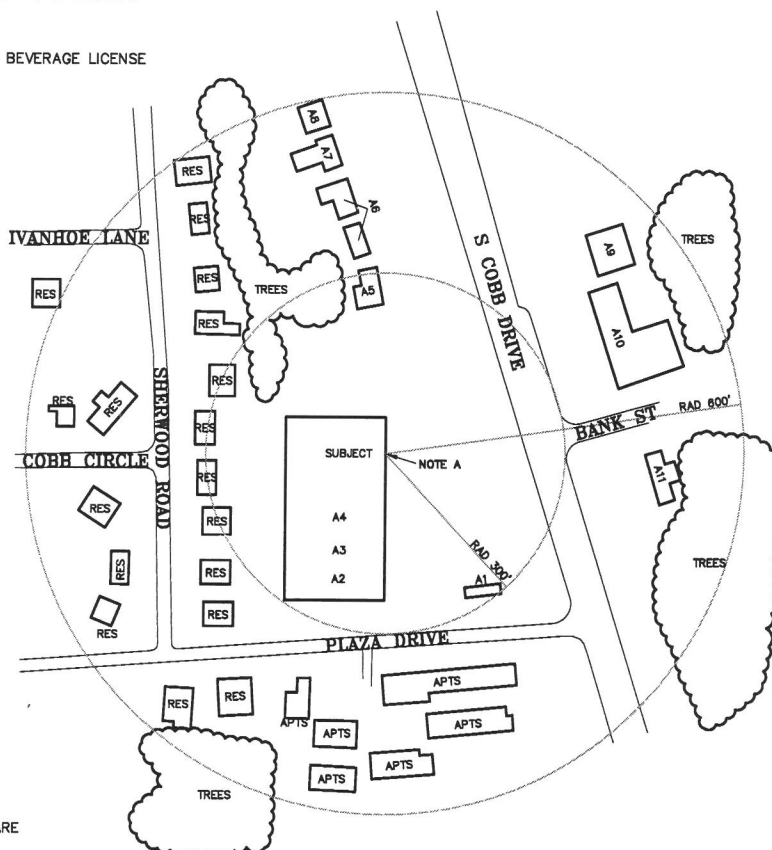 BEVERAGE LICENSE
A8
A7
RES
A6
RES
IVANHOE LANE
S COBB DRIVE
A9
TREES
RES
TREES
RES
A5
RES
A10
RES
SHERWOOD ROAD
RES
RES
RAD 600'
BANK ST
RES
SUBJECT
NOTE A
COBB CIRCLE
RES
A11
RES
A4
RES
RAD 300'
A3
TREES
RES
RES
A2
A1
RES
RES
PLAZA DRIVE
RES
RES
APTS
APTS
APTS
APTS
APTS
APTS
TREES
ARE